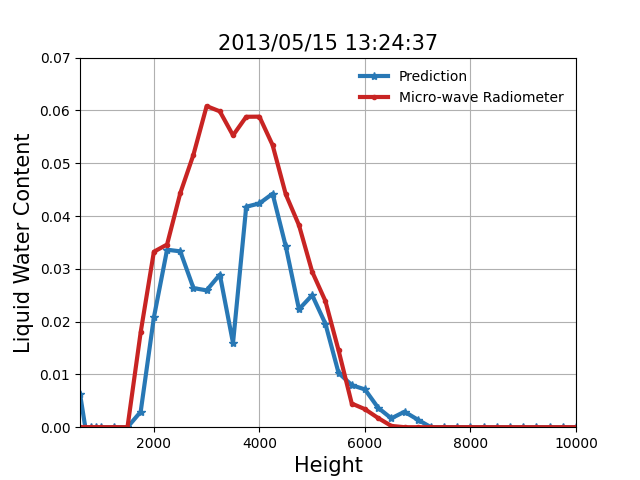 2013/05/15 13:24:37
0.07
0.06
0.05
0.04
0.03
0.02
0.01
0.00
Liquid Water Content
Prediction
Micro-wave Radiometer
2000 4000 6000 8000 10000
Height